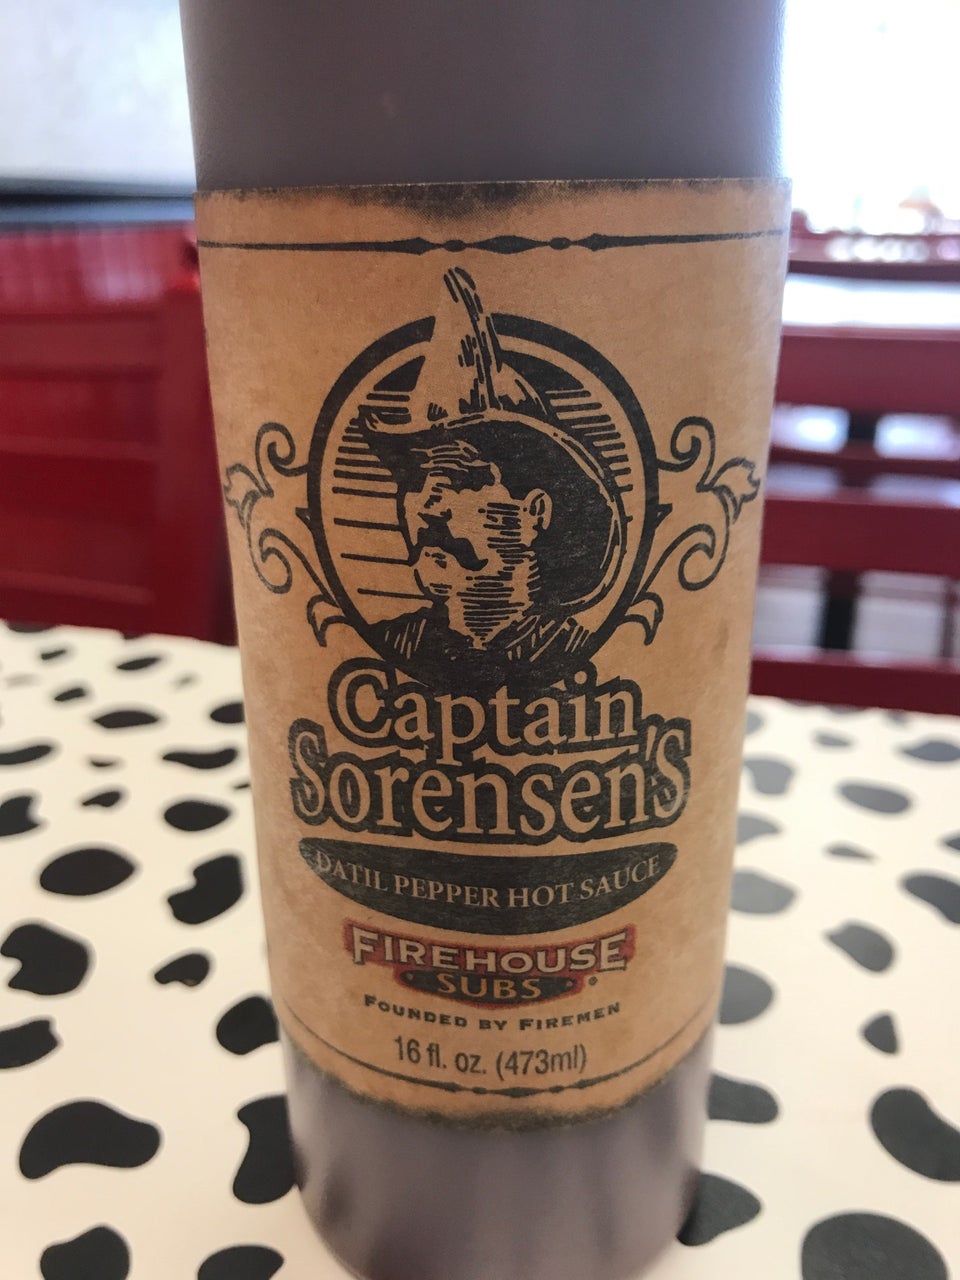 Captain
Sorensen's
DATIL PEPPER HOT SAUCE
FIREHOUSE
SUBS
FOUNDED BY FIREMEN
16 fl. oz. (473ml)